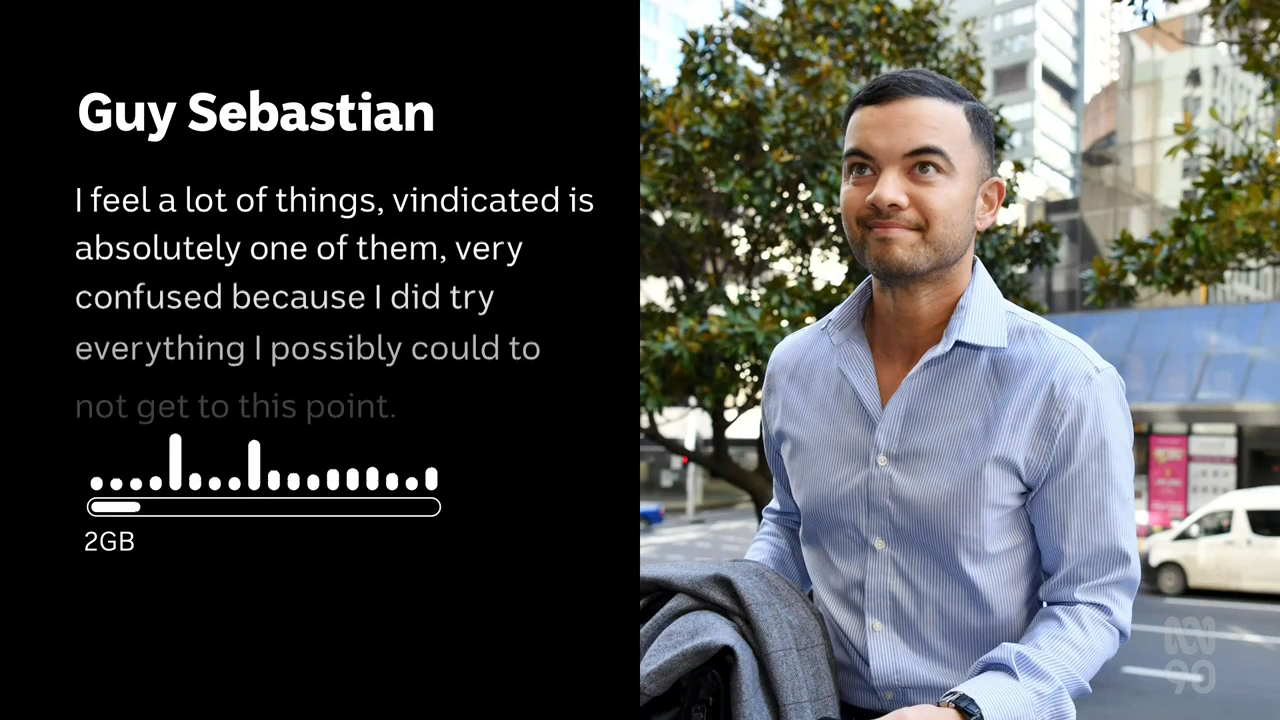 Guy Sebastian
I feel a lot of things, vindicated is
absolutely one of them, very
confused because I did try
everything I possibly could to
not get to this point.
2GB
90